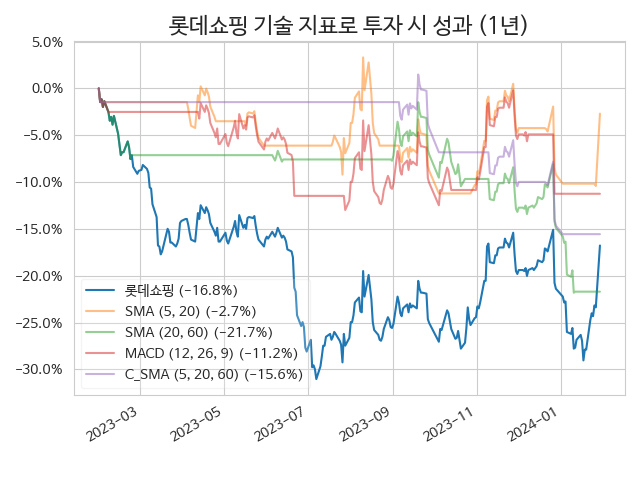 롯데쇼핑 기술 지표로 투자 시 성과 (1년)
5.0%
0.0%
−5.0%
−10.0%
−15.0%
−20.0%
−25.0%
−30.0%
롯데쇼핑 (−16.8%)
SMA (5, 20) (−2.7%)
SMA (20, 60) (−21.7%)
MACD (12, 26, 9) (−11.2%)
C_SMA (5, 20, 60) (−15.6%)
2023−03
2023−05
2023−07
2023−09
2023−11
2024−01